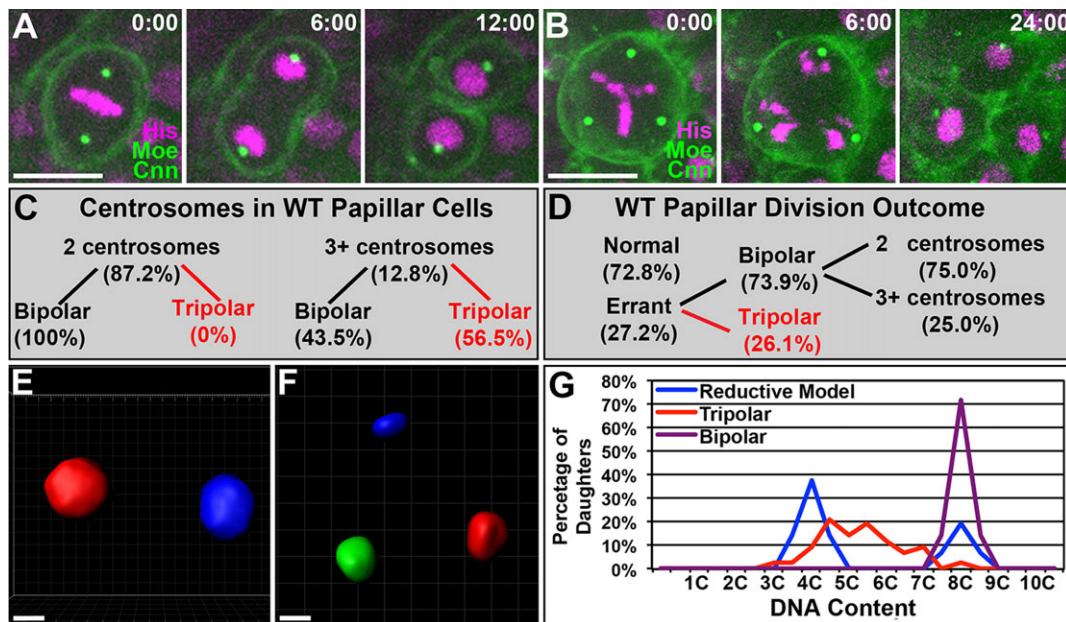 A 0:00 6:00 12:00
His
Moe
Cnn
B 0:00 6:00 24:00
His
Moe
Cnn
C Centrosomes in WT Papillar Cells
2 centrosomes
(87.2%)
3+ centrosomes
(12.8%)
Bipolar
(100%)
Tripolar
(0%)
Bipolar
(43.5%)
Tripolar
(56.5%)
D WT Papillar Division Outcome
Normal
(72.8%)
Errant
(27.2%)
Bipolar
(73.9%)
Tripolar
(26.1%)
2 centrosomes
(75.0%)
3+ centrosomes
(25.0%)
E
F
G
Percetage of
Daughters
80%
70%
60%
50%
40%
30%
20%
10%
0%
Reductive Model
Tripolar
Bipolar
1C 2C 3C 4C 5C 6C 7C 8C 9C 10C
DNA Content